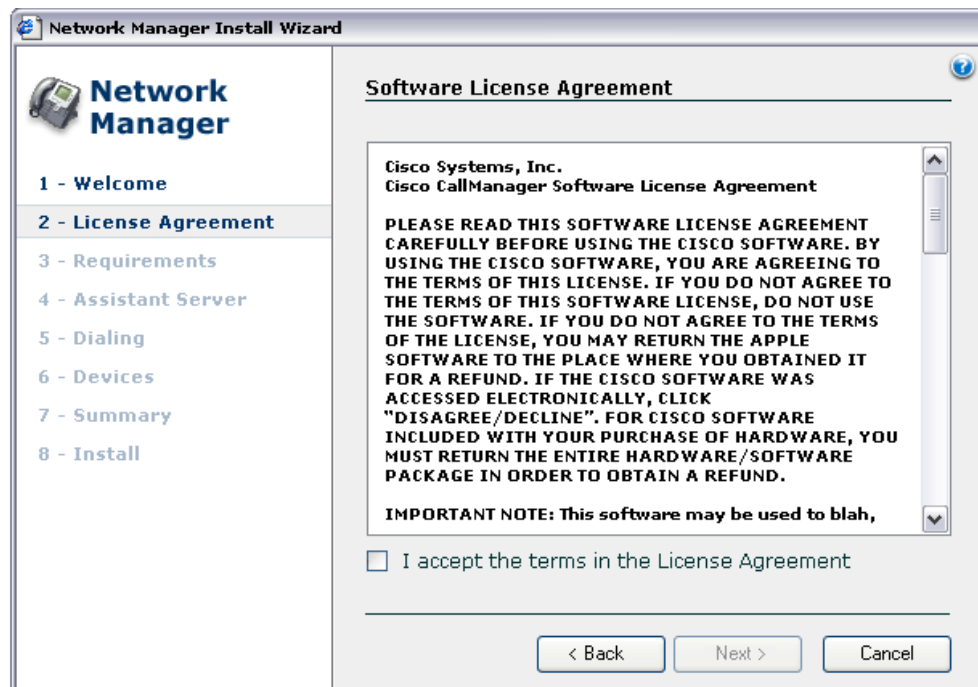 Network Manager Install Wizard
Network
Manager
1 - Welcome
2 - License Agreement
3 - Requirements
4 - Assistant Server
5 - Dialing
6 - Devices
7 - Summary
8 - Install
?
Software License Agreement
Cisco Systems, Inc.
Cisco CallManager Software License Agreement
PLEASE READ THIS SOFTWARE LICENSE AGREEMENT
CAREFULLY BEFORE USING THE CISCO SOFTWARE. BY
USING THE CISCO SOFTWARE, YOU ARE AGREEING TO
THE TERMS OF THIS LICENSE. IF YOU DO NOT AGREE TO
THE TERMS OF THIS SOFTWARE LICENSE, DO NOT USE
THE SOFTWARE. IF YOU DO NOT AGREE TO THE TERMS
OF THE LICENSE, YOU MAY RETURN THE APPLE
SOFTWARE TO THE PLACE WHERE YOU OBTAINED IT
FOR A REFUND. IF THE CISCO SOFTWARE WAS
ACCESSED ELECTRONICALLY, CLICK
"DISAGREE/DECLINE". FOR CISCO SOFTWARE
INCLUDED WITH YOUR PURCHASE OF HARDWARE, YOU
MUST RETURN THE ENTIRE HARDWARE/SOFTWARE
PACKAGE IN ORDER TO OBTAIN A REFUND.
IMPORTANT NOTE: This software may be used to blah,
I accept the terms in the License Agreement
< Back
Next >
Cancel